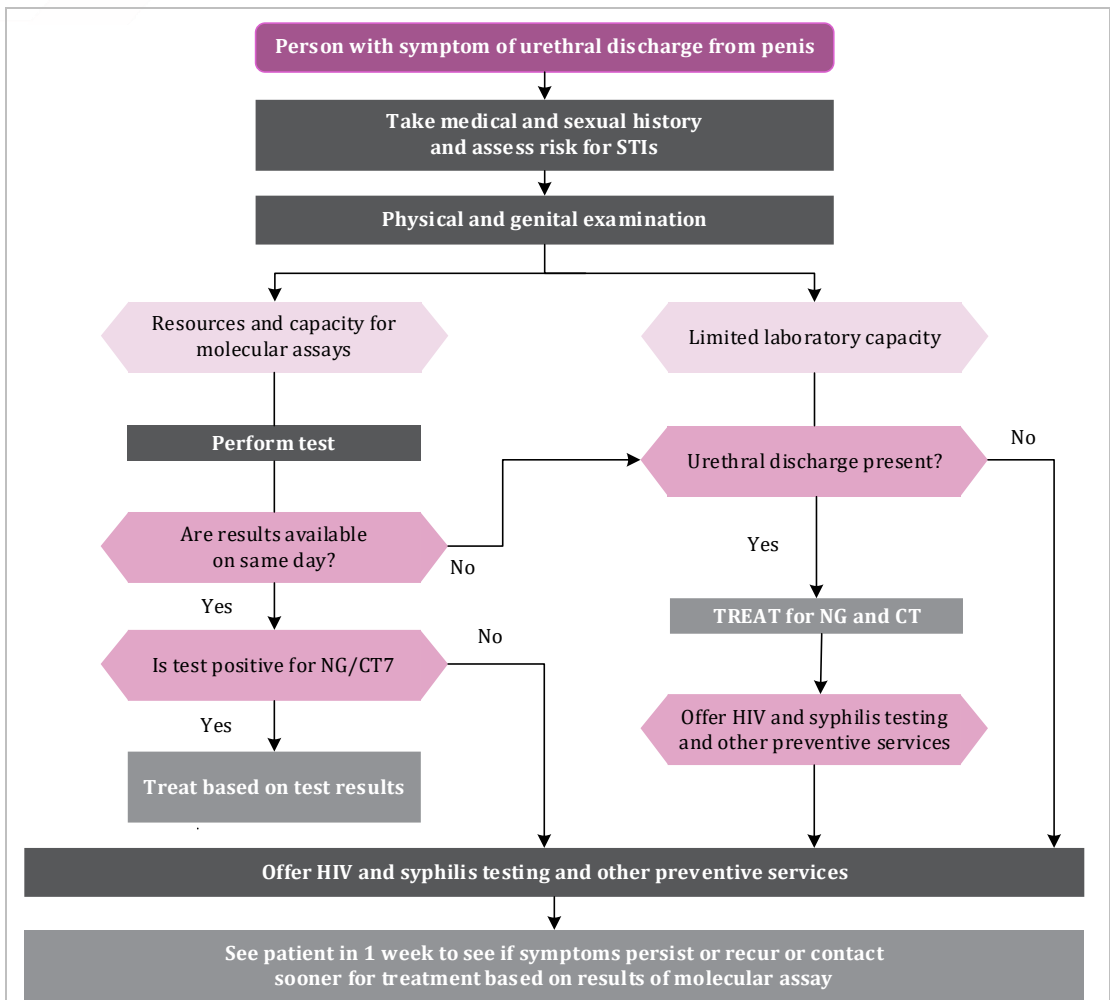 Person with symptom of urethral discharge from penis
Take medical and sexual history
and assess risk for STIs
Physical and genital examination
Resources and capacity for
molecular assays
Limited laboratory capacity
Perform test
Urethral discharge present?
No
Are results available
on same day?
No
Yes
Yes
TREAT for NG and CT
Is test positive for NG/CT7
No
Yes
Offer HIV and syphilis testing
and other preventive services
Treat based on test results
Offer HIV and syphilis testing and other preventive services
See patient in 1 week to see if symptoms persist or recur or contact
sooner for treatment based on results of molecular assay